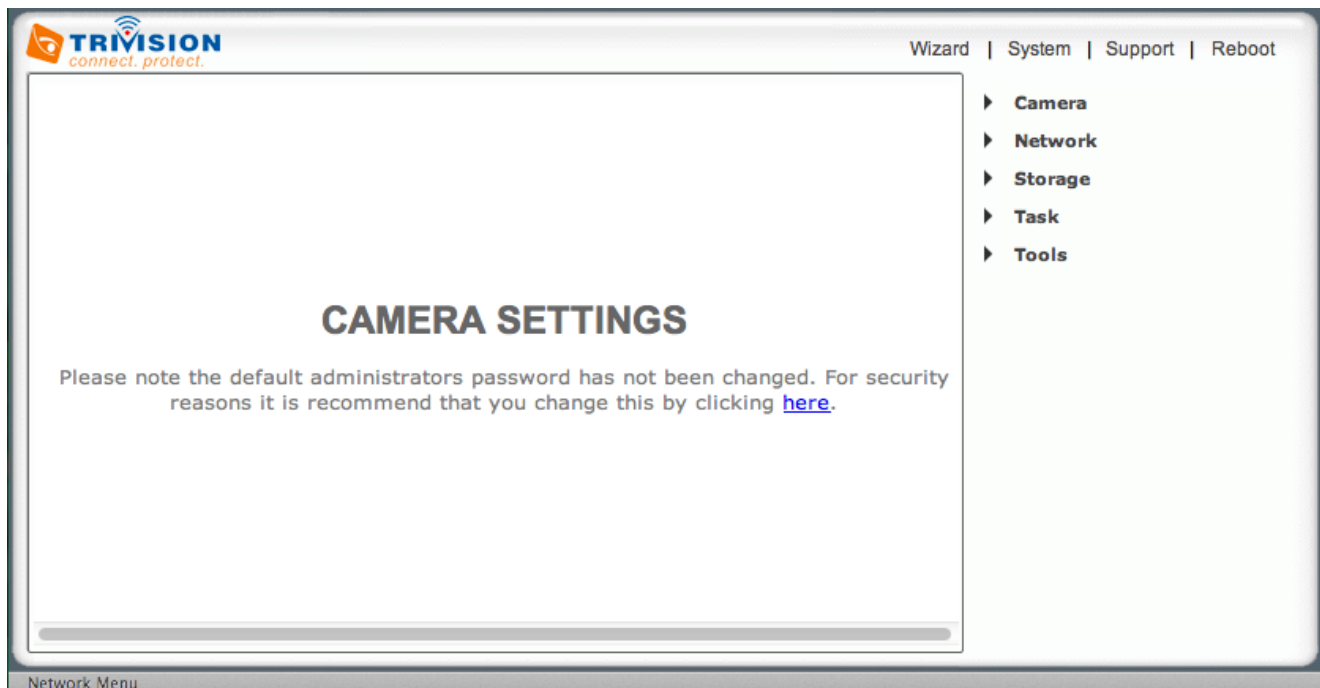 TRIVISION
connect. protect.
Wizard | System | Support | Reboot
Camera
Network
Storage
Task
Tools
CAMERA SETTINGS
Please note the default administrators password has not been changed. For security
reasons it is recommend that you change this by clicking here.
Network Menu